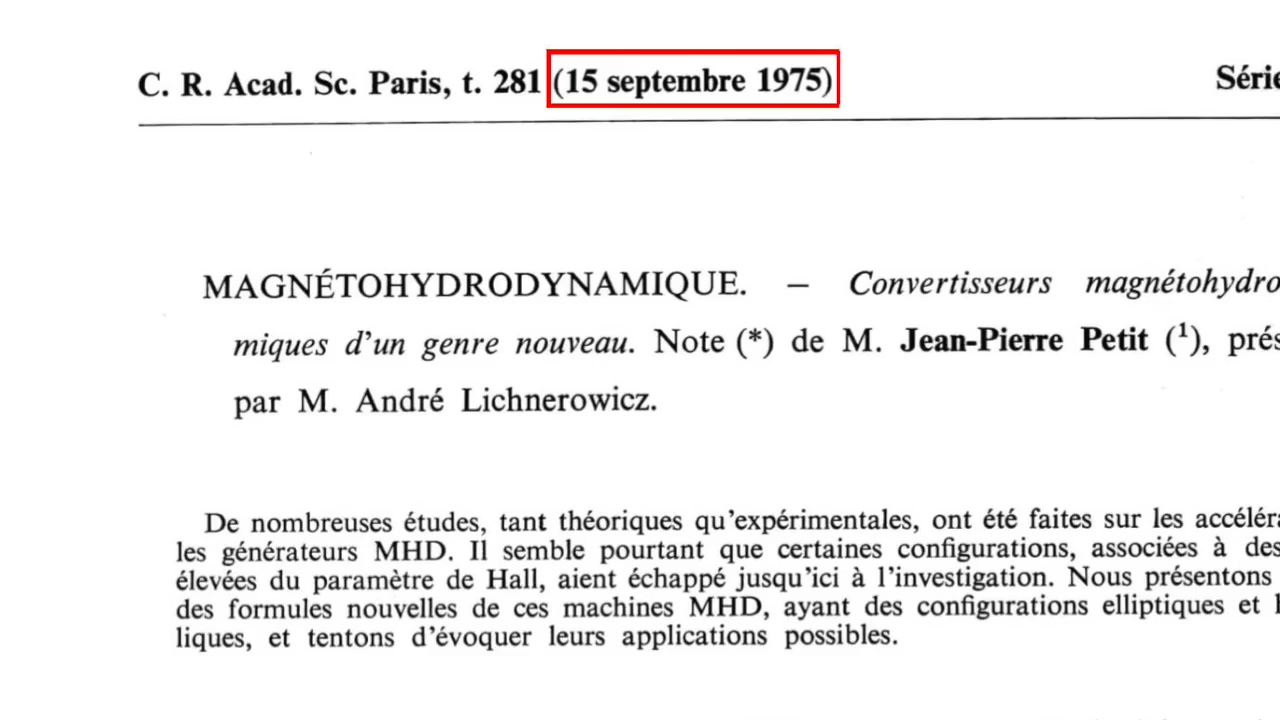 C. R. Acad. Sc. Paris, t. 281 (15 septembre 1975) Série
MAGNÉTOHYDRODYNAMIQUE. — Convertisseurs magnétohydro
miques d'un genre nouveau. Note (*) de M. Jean-Pierre Petit (¹), prés
par M. André Lichnerowicz.
De nombreuses études, tant théoriques qu'expérimentales, ont été faites sur les accéléra
les générateurs MHD. Il semble pourtant que certaines configurations, associées à des
élevées du paramètre de Hall, aient échappé jusqu'ici à l'investigation. Nous présentons
des formules nouvelles de ces machines MHD, ayant des configurations elliptiques et
liques, et tentons d'évoquer leurs applications possibles.